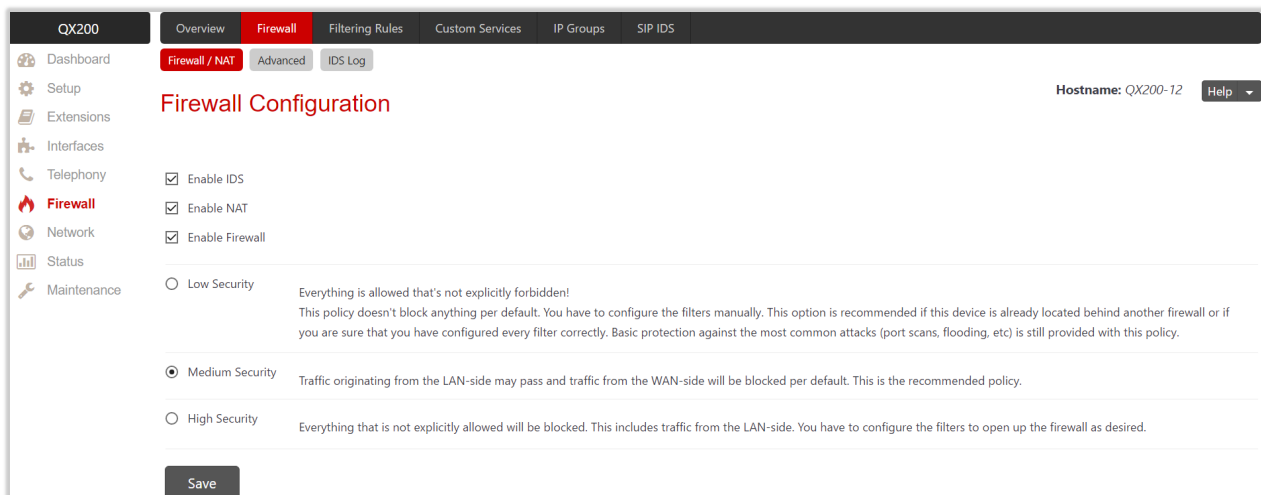 QX200
Overview Firewall Filtering Rules Custom Services IP Groups SIP IDS
Dashboard
Setup
Extensions
Interfaces
Telephony
Firewall
Network
Status
Maintenance
Firewall / NAT Advanced IDS Log
Hostname: QX200-12 Help
Firewall Configuration
Enable IDS
Enable NAT
Enable Firewall
Low Security
Everything is allowed that's not explicitly forbidden!
This policy doesn't block anything per default. You have to configure the filters manually. This option is recommended if this device is already located behind another firewall or if
you are sure that you have configured every filter correctly. Basic protection against the most common attacks (port scans, flooding, etc) is still provided with this policy.
Medium Security
Traffic originating from the LAN-side may pass and traffic from the WAN-side will be blocked per default. This is the recommended policy.
High Security
Everything that is not explicitly allowed will be blocked. This includes traffic from the LAN-side. You have to configure the filters to open up the firewall as desired.
Save